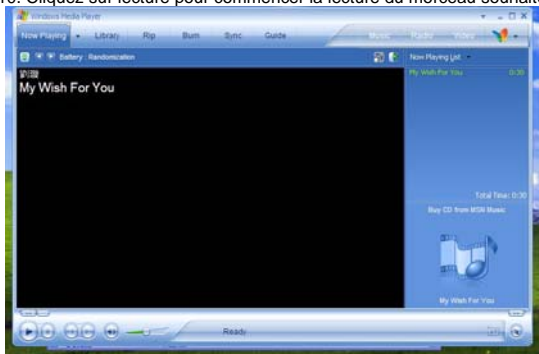 10. Cliquez sur lecture pour commencer la lecture du morceau souhaité
Windows Media Player
Now Playing Library Rip Burn Sync Guide Music Radio Video
Battery : Randomization Now Playing List
My Wish For You 0:30
My Wish For You
Total Time: 0:30
Buy CD from MSN Music
My Wish For You
Ready